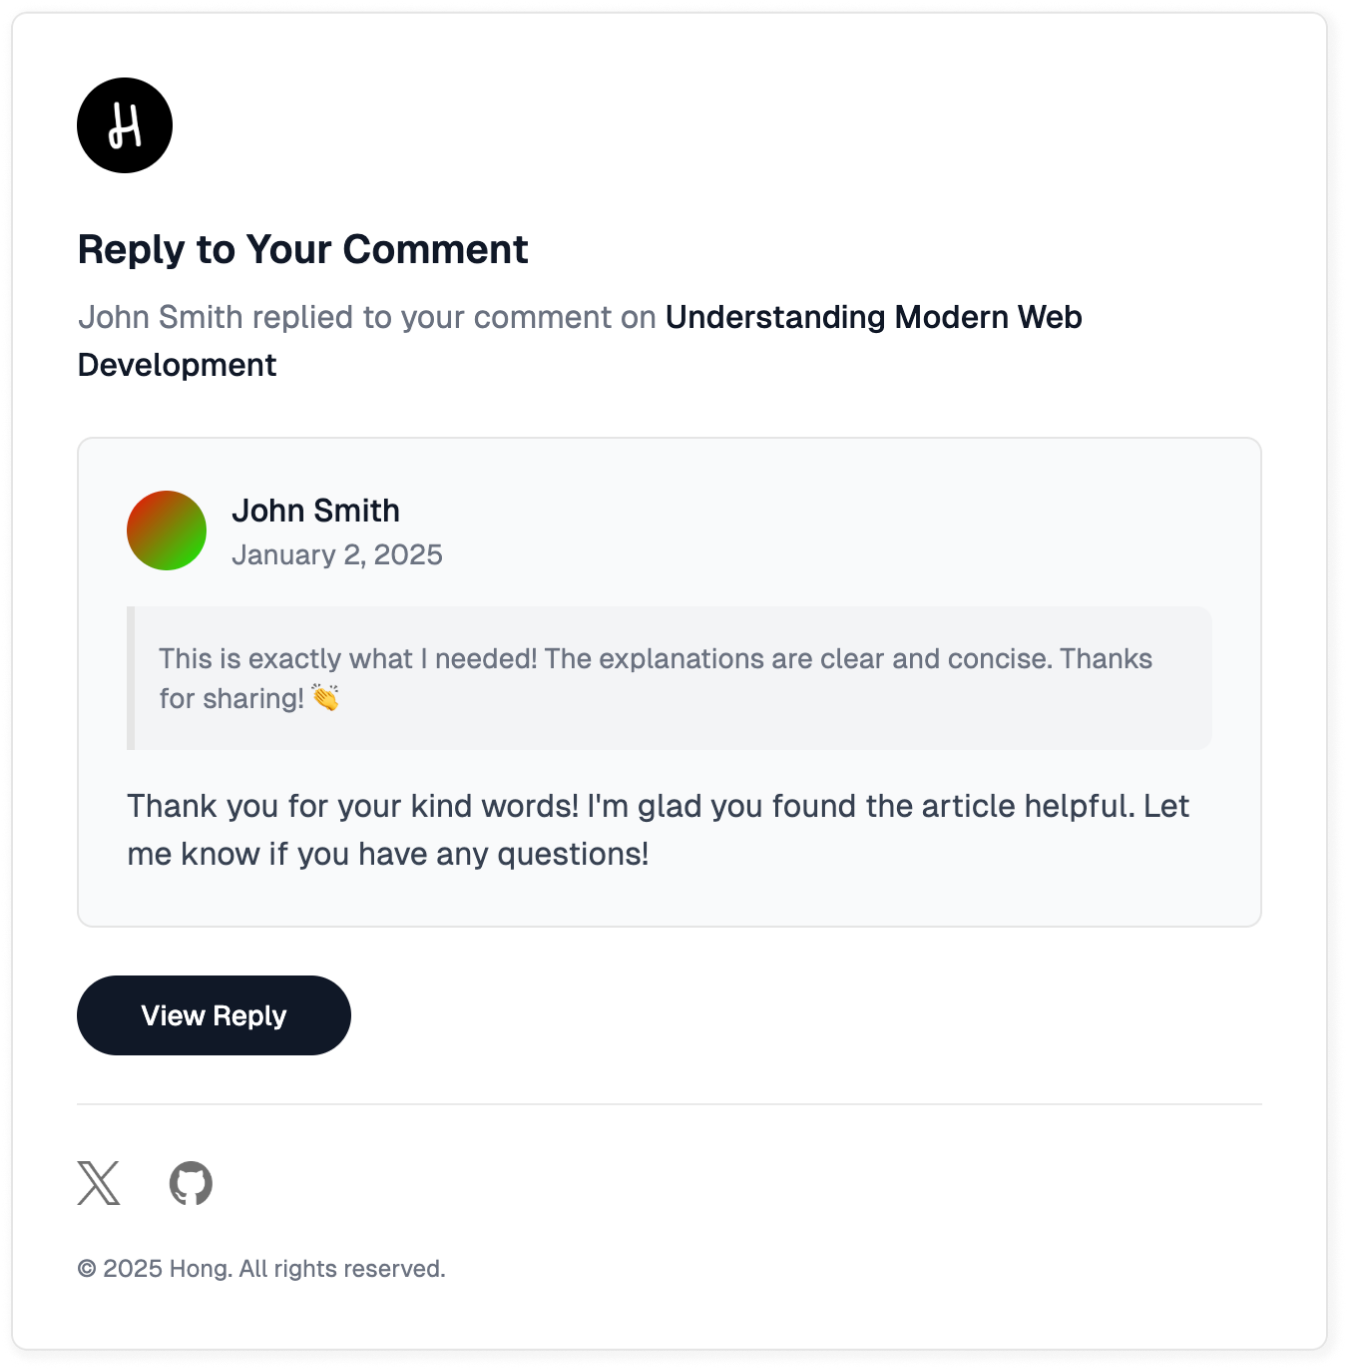 H
Reply to Your Comment
John Smith replied to your comment on Understanding Modern Web
Development
John Smith
January 2, 2025
This is exactly what I needed! The explanations are clear and concise. Thanks
for sharing! 👏
Thank you for your kind words! I'm glad you found the article helpful. Let
me know if you have any questions!
View Reply
© 2025 Hong. All rights reserved.